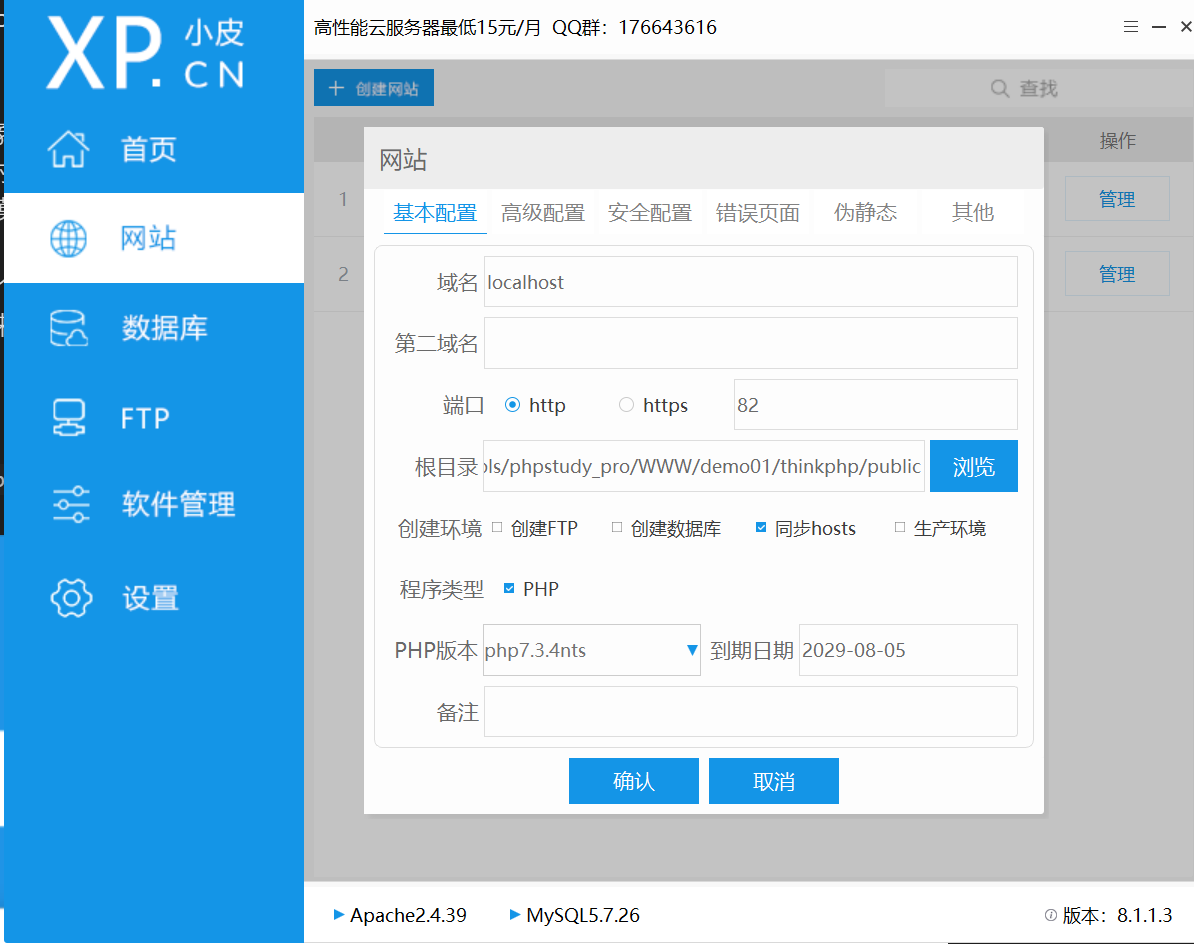 XP.小皮
CN
首页
网站
数据库
FTP
软件管理
设置
高性能云服务器最低15元/月 QQ群：176643616
创建网站
查找
操作
1
管理
2
管理
网站
基本配置 高级配置 安全配置 错误页面 伪静态 其他
域名 localhost
第二域名
端口 http https 82
根目录 ols/phpstudy_pro/WWW/demo01/thinkphp/public 浏览
创建环境 创建FTP 创建数据库 同步hosts 生产环境
程序类型 PHP
PHP版本 php7.3.4nts 到期日期 2029-08-05
备注
确认 取消
Apache2.4.39 MySQL5.7.26 版本：8.1.1.3